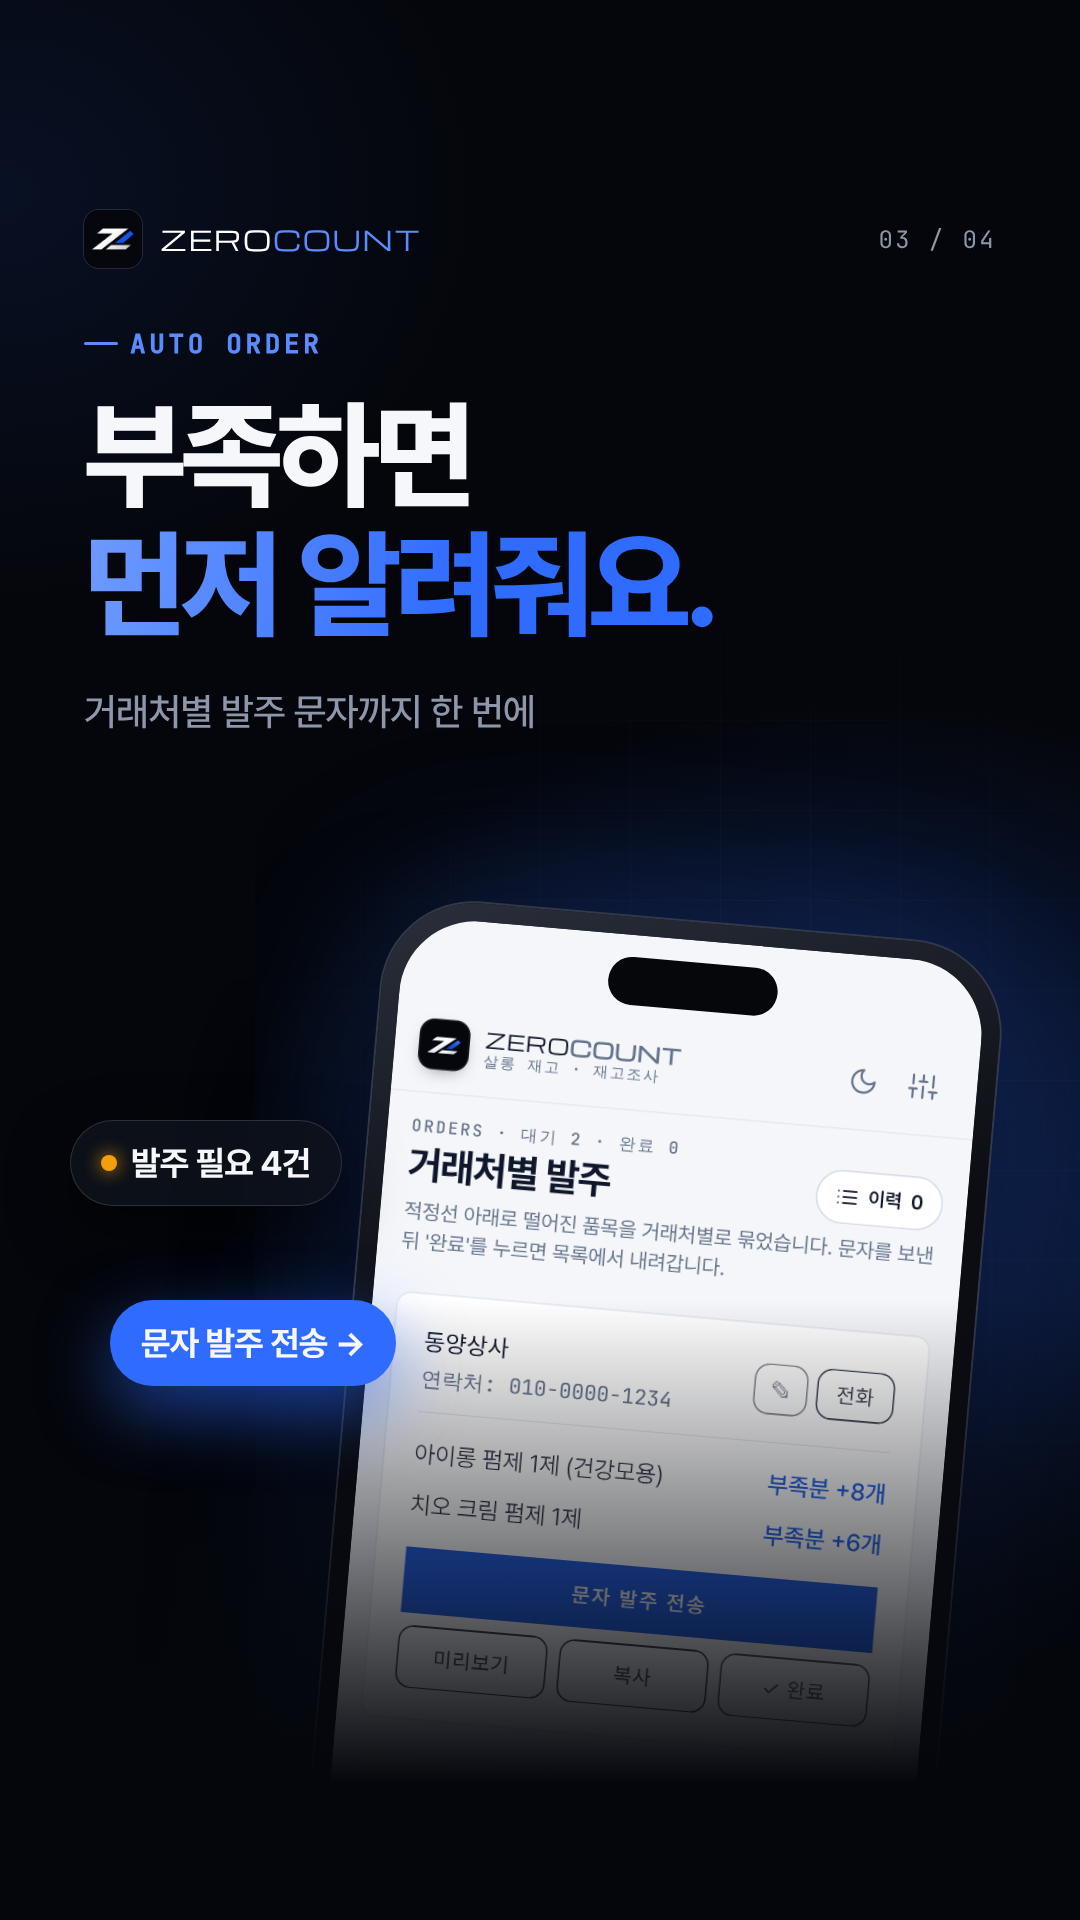 ZEROCOUNT
03 / 04
AUTO ORDER
부족하면
먼저 알려줘요.
거래처별 발주 문자까지 한 번에
ZEROCOUNT
살롱 재고 · 재고조사
ORDERS · 대기 2 · 완료 0
거래처별 발주
이력 0
적정선 아래로 떨어진 품목을 거래처별로 묶었습니다. 문자를 보낸
뒤 '완료'를 누르면 목록에서 내려갑니다.
발주 필요 4건
문자 발주 전송 →
동양상사
연락처: 010-0000-1234
전화
아이롱 펌제 1제 (건강모용)
부족분 +8개
치오 크림 펌제 1제
부족분 +6개
문자 발주 전송
미리보기
복사
✓ 완료